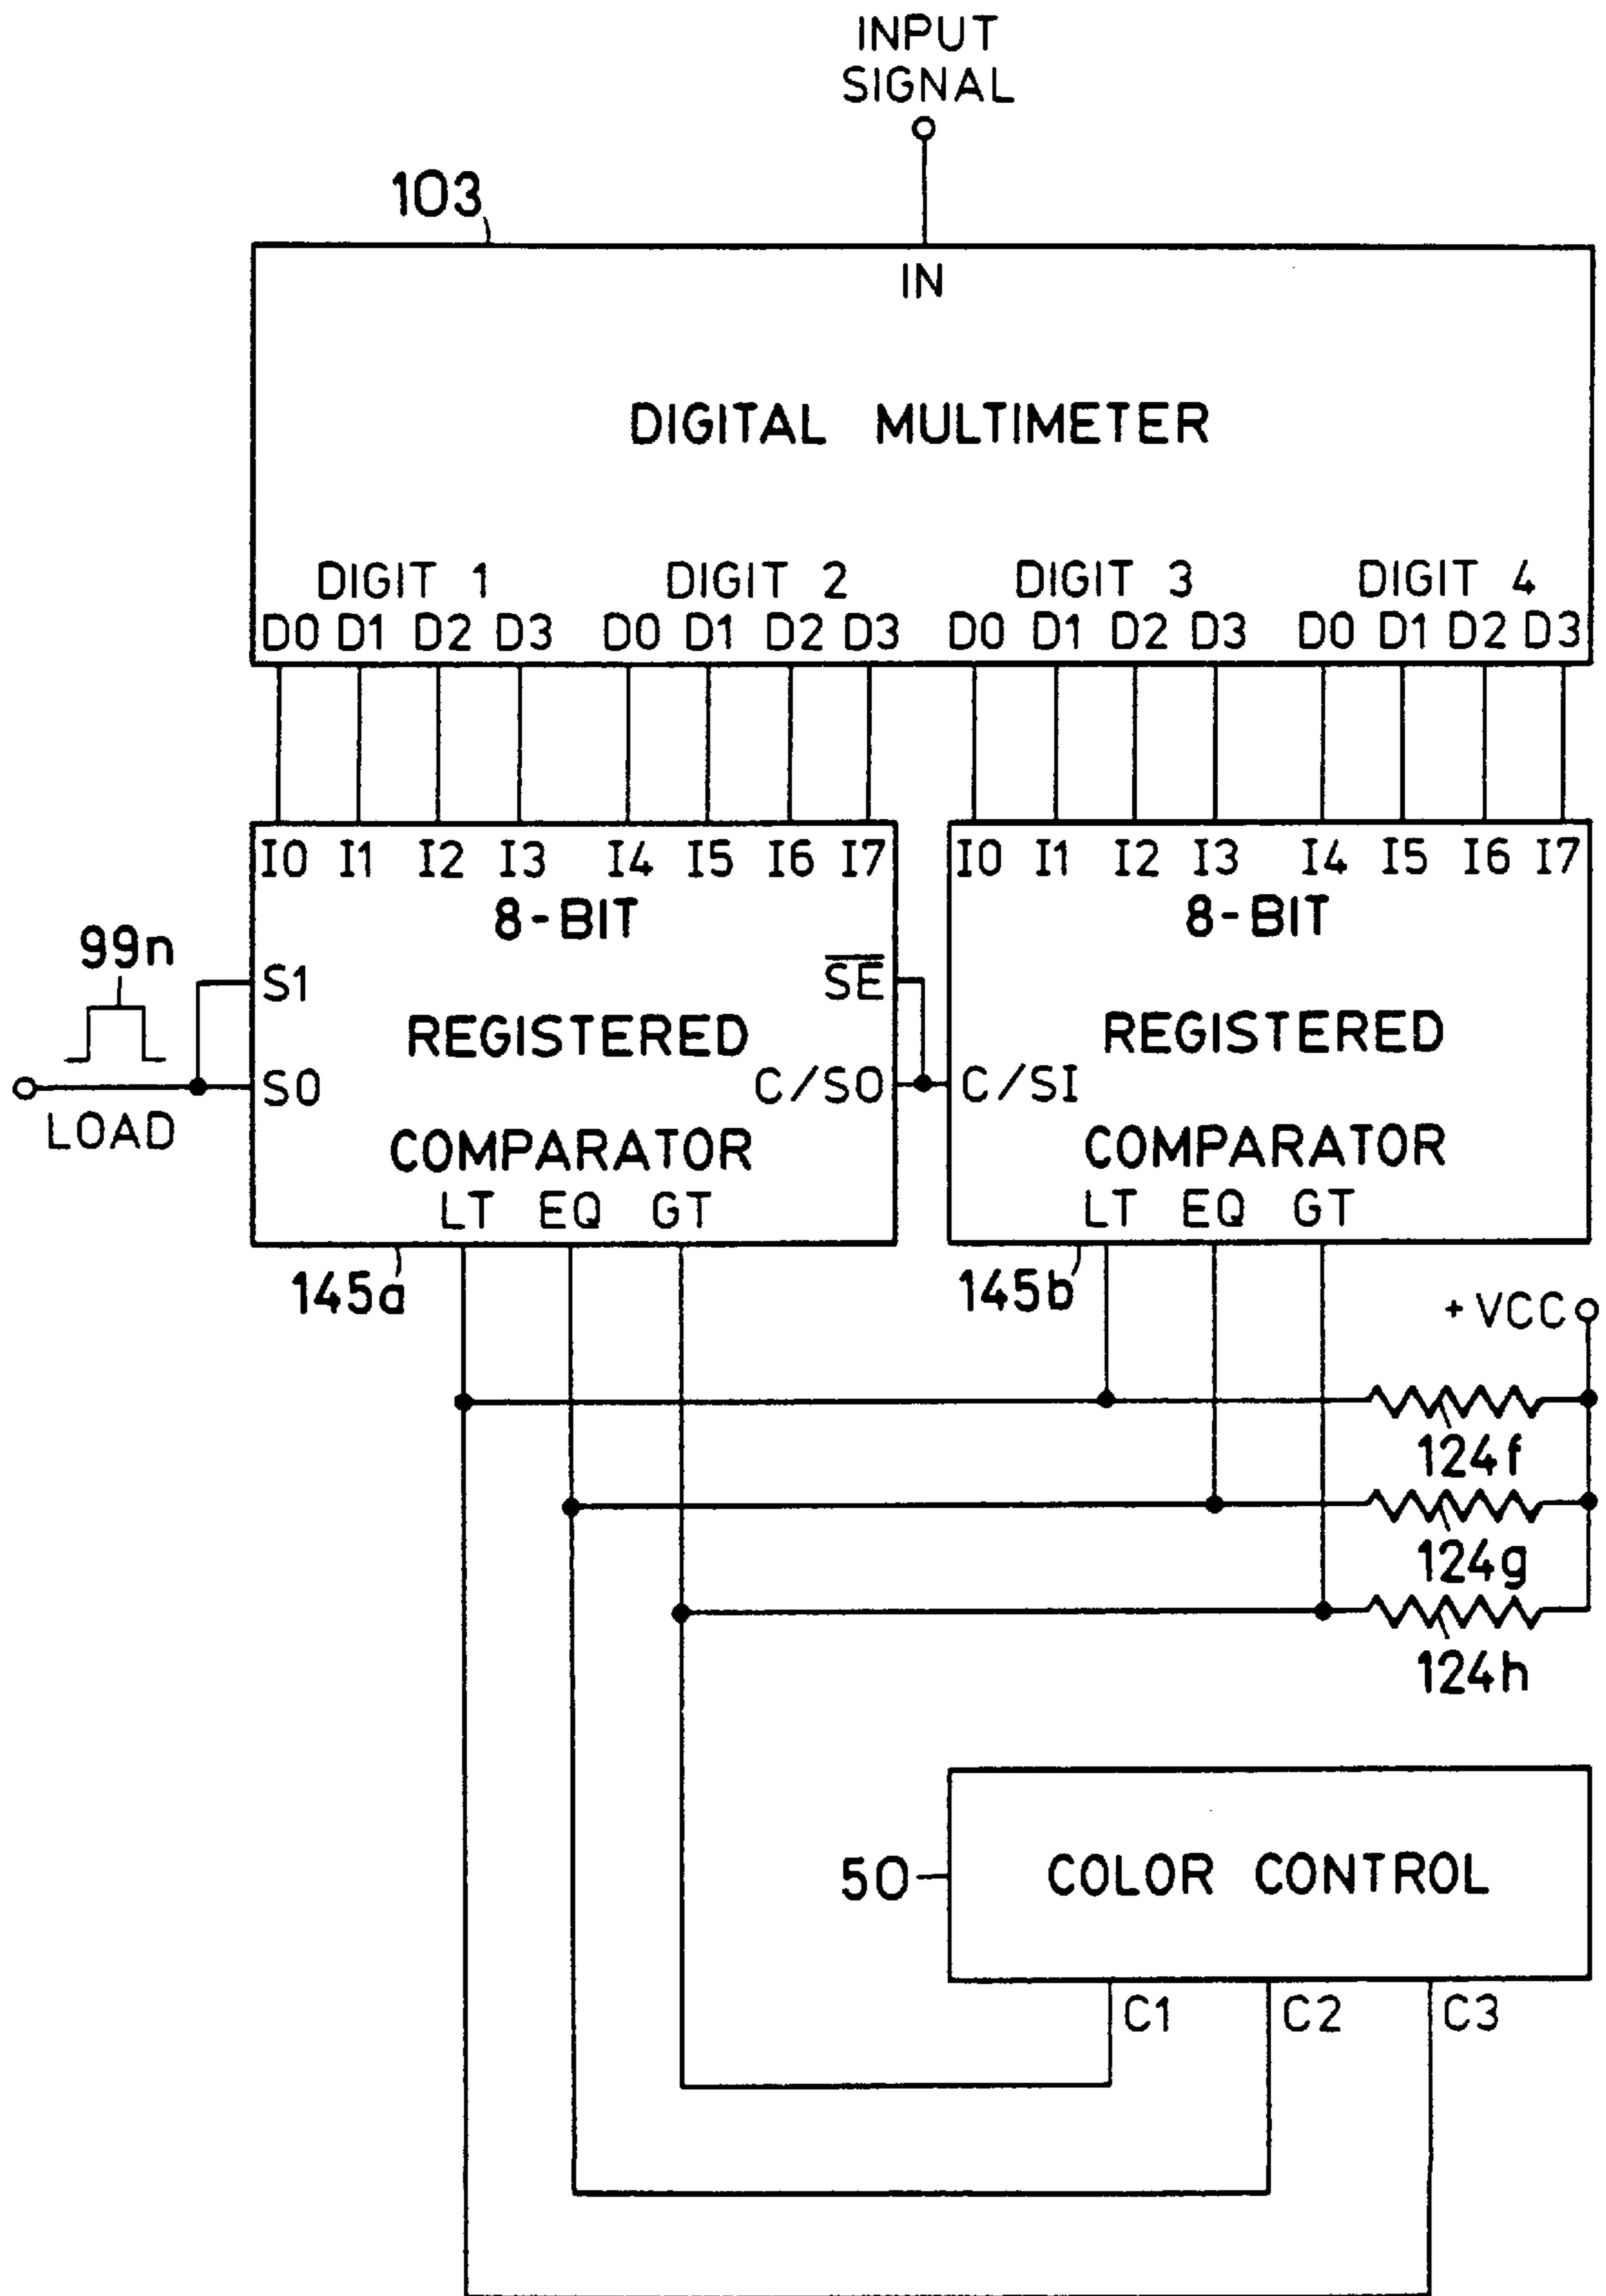 INPUT
SIGNAL
103
IN
DIGITAL MULTIMETER
DIGIT 1 DIGIT 2 DIGIT 3 DIGIT 4
D0 D1 D2 D3 D0 D1 D2 D3 D0 D1 D2 D3 D0 D1 D2 D3
I0 I1 I2 I3 I4 I5 I6 I7 I0 I1 I2 I3 I4 I5 I6 I7
8-BIT 8-BIT
99n
S1 S̅E̅
REGISTERED REGISTERED
S0 C/SO C/SI
LOAD
COMPARATOR COMPARATOR
LT EQ GT LT EQ GT
145a 145b
+VCC
124f
124g
124h
50 COLOR CONTROL
C1 C2 C3